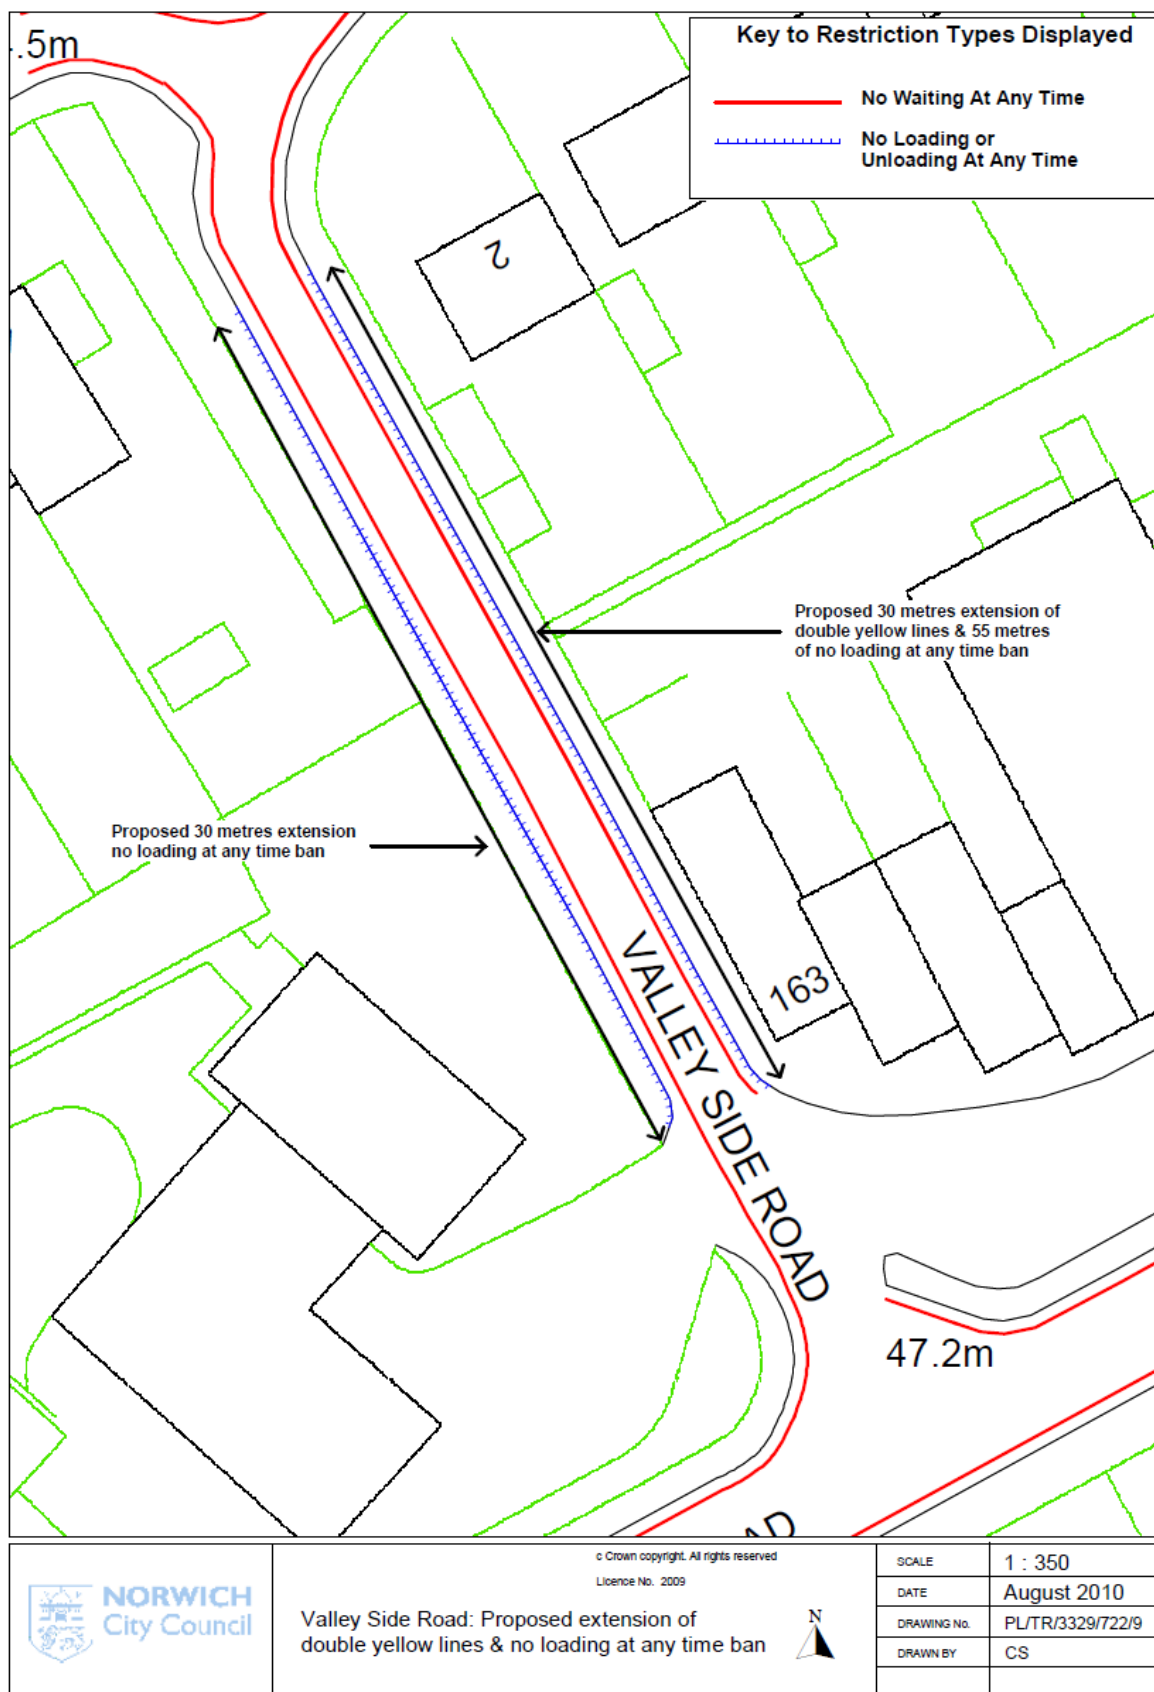 .5m
Key to Restriction Types Displayed
No Waiting At Any Time
No Loading or
Unloading At Any Time
2
Proposed 30 metres extension of
double yellow lines & 55 metres
of no loading at any time ban
Proposed 30 metres extension
no loading at any time ban
163
VALLEY SIDE ROAD
47.2m
AD
NORWICH
City Council
c Crown copyright. All rights reserved
Licence No. 2009
Valley Side Road: Proposed extension of
double yellow lines & no loading at any time ban
N
SCALE 1 : 350
DATE August 2010
DRAWING No. PL/TR/3329/722/9
DRAWN BY CS